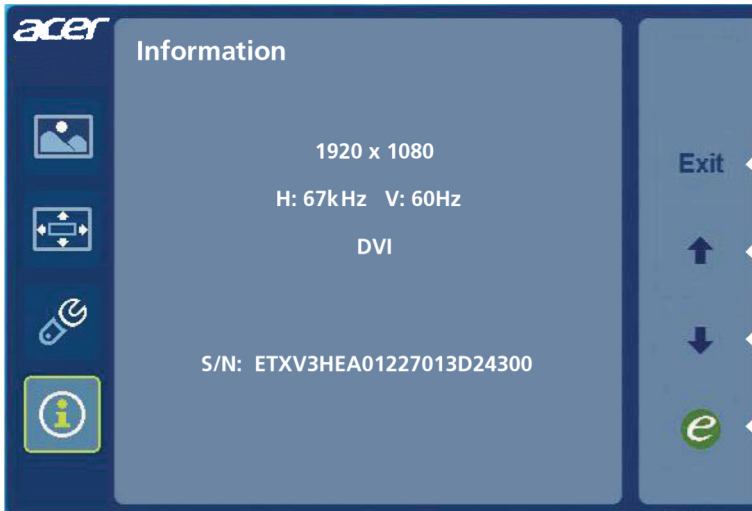 acer
Information
1920 x 1080
H: 67kHz V: 60Hz
DVI
S/N: ETXV3HEA01227013D24300
Exit
e